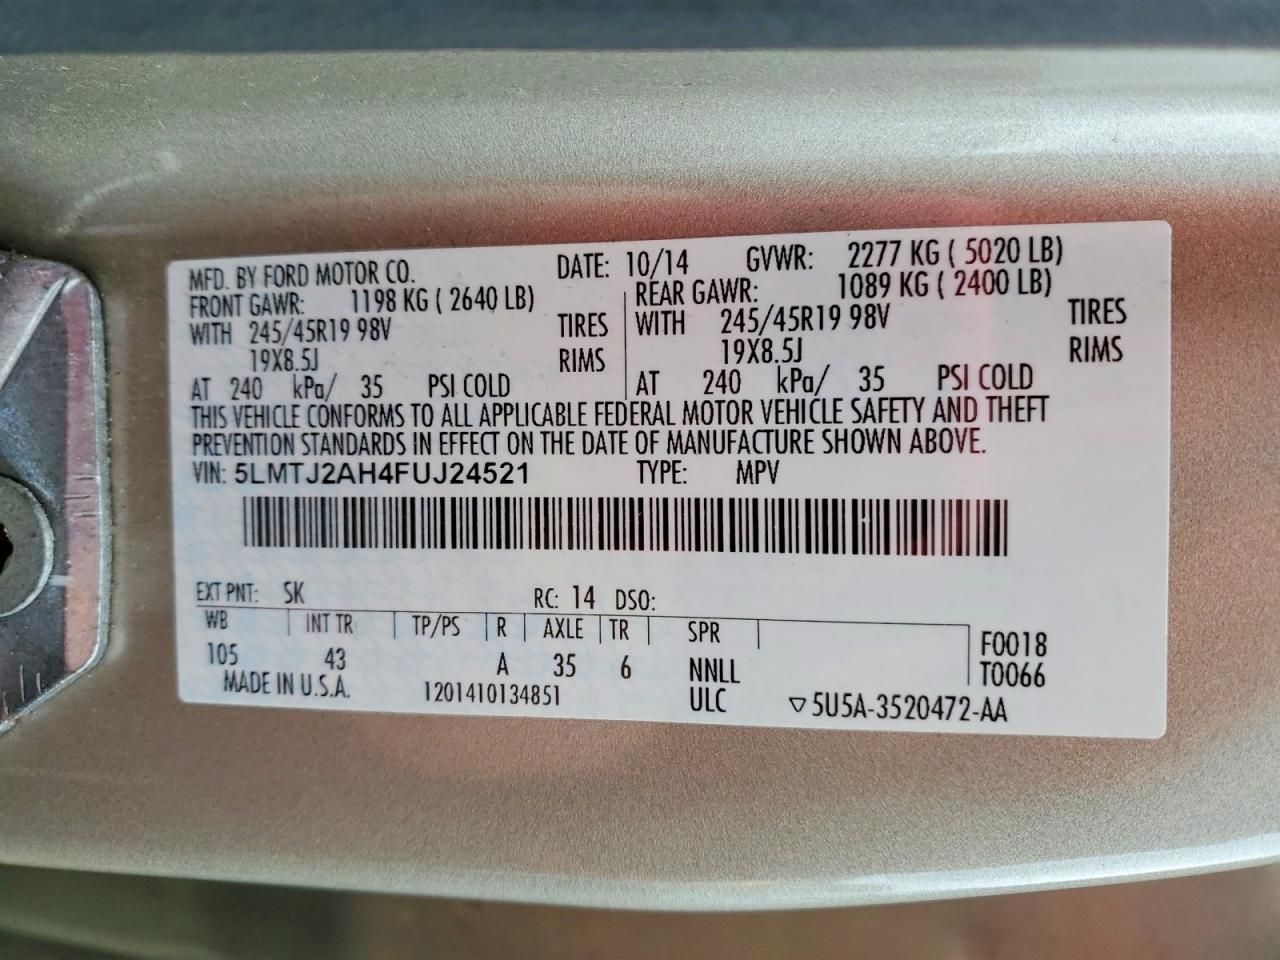 MFD. BY FORD MOTOR CO. DATE: 10/14 GVWR: 2277 KG ( 5020 LB)
FRONT GAWR: 1198 KG ( 2640 LB) REAR GAWR: 1089 KG ( 2400 LB)
WITH 245/45R19 98V TIRES WITH 245/45R19 98V TIRES
19X8.5J RIMS 19X8.5J RIMS
AT 240 kPa/ 35 PSI COLD AT 240 kPa/ 35 PSI COLD
THIS VEHICLE CONFORMS TO ALL APPLICABLE FEDERAL MOTOR VEHICLE SAFETY AND THEFT
PREVENTION STANDARDS IN EFFECT ON THE DATE OF MANUFACTURE SHOWN ABOVE.
VIN: 5LMTJ2AH4FUJ24521 TYPE: MPV
EXT PNT: SK RC: 14 DSO:
WB INT TR TP/PS R AXLE TR SPR F0018
105 43 A 35 6 NNLL T0066
MADE IN U.S.A. 1201410134851 ULC ▽5U5A-3520472-AA